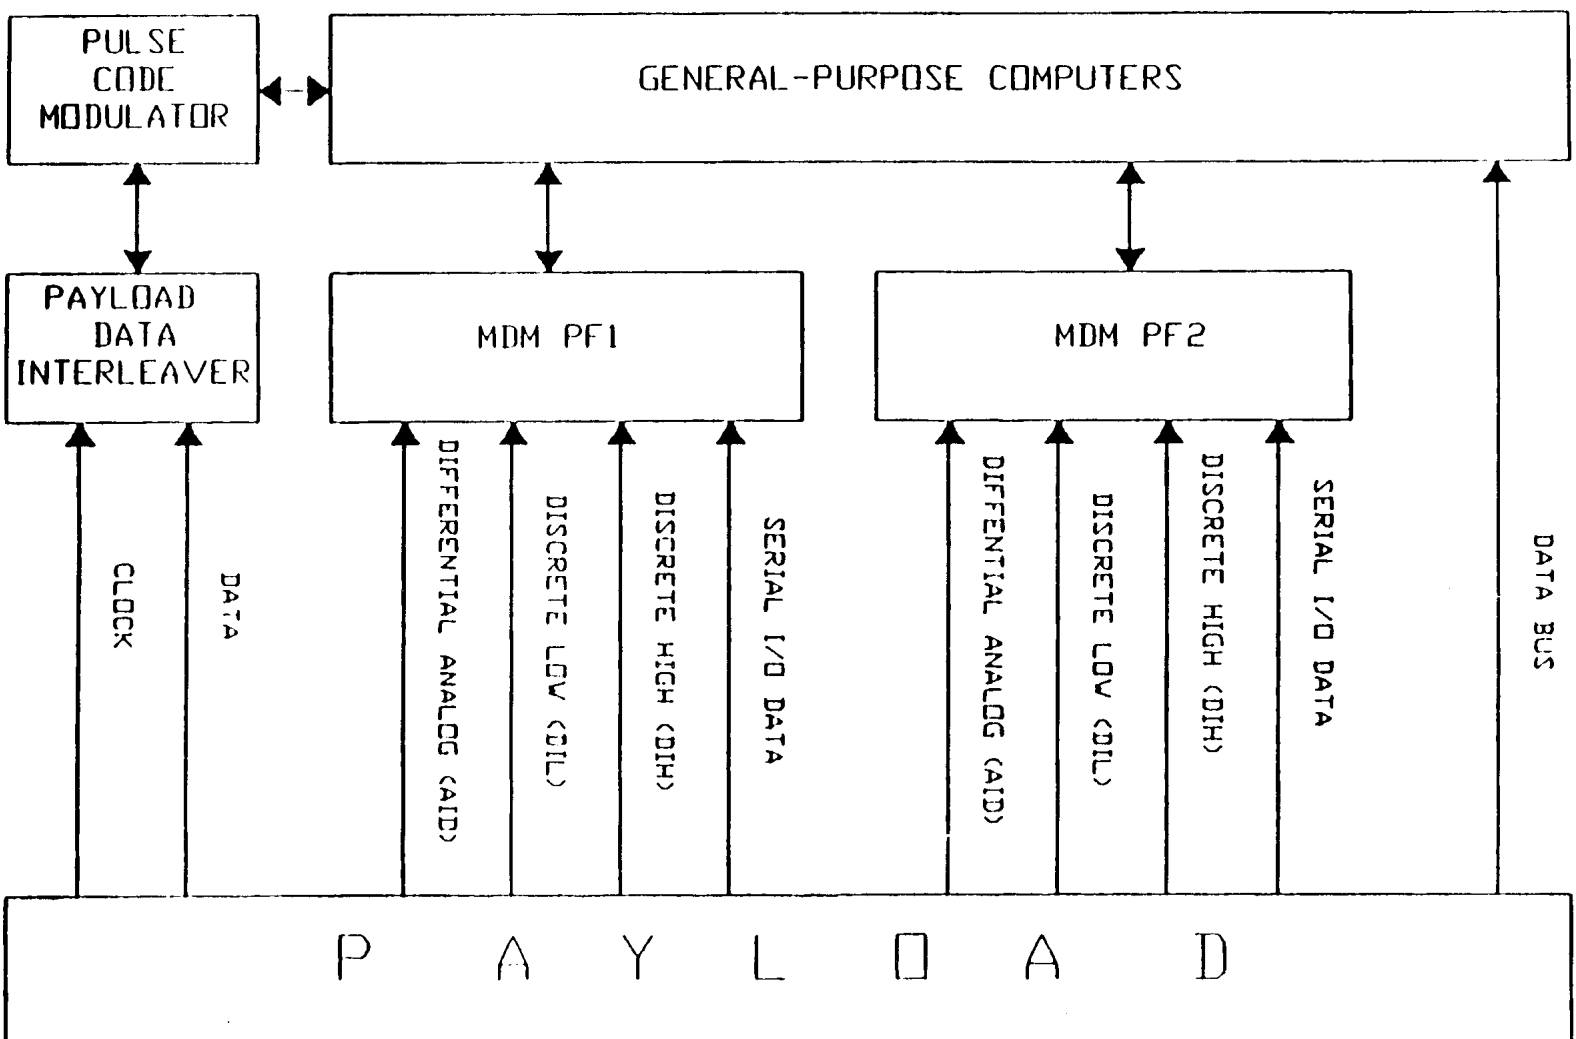 PULSE
CODE
MODULATOR
GENERAL-PURPOSE COMPUTERS
PAYLOAD
DATA
INTERLEAVER
MDM PF1
MDM PF2
CLOCK
DATA
DIFFERENTIAL ANALOG (AID)
DISCRETE LOW (DIL)
DISCRETE HIGH (DIH)
SERIAL I/O DATA
DIFFENTIAL ANALOG (AID)
DISCRETE LOW (DIL)
DISCRETE HIGH (DIH)
SERIAL I/O DATA
DATA BUS
PAYLOAD